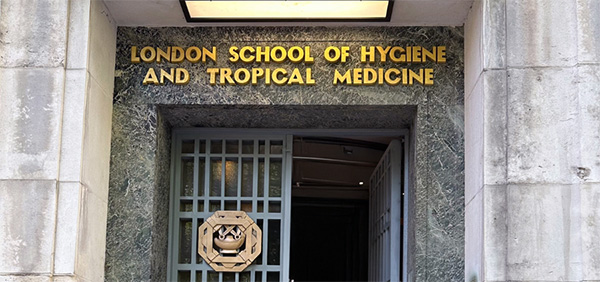 LONDON SCHOOL OF HYGIENE
AND TROPICAL MEDICINE